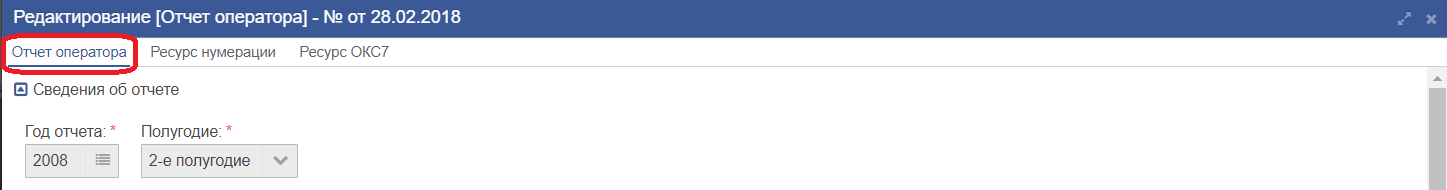 Редактирование [Отчет оператора] - № от 28.02.2018
Отчет оператора Ресурс нумерации Ресурс ОКС7
Сведения об отчете
Год отчета: * Полугодие: *
2008 2-е полугодие